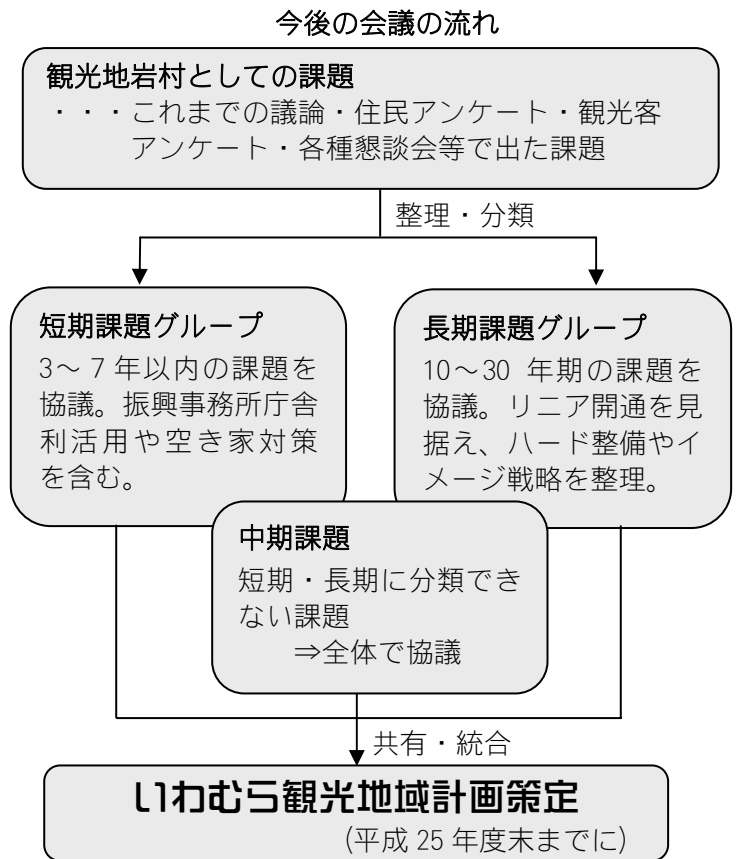 今後の会議の流れ
観光地岩村としての課題
・・・これまでの議論・住民アンケート・観光客
アンケート・各種懇談会等で出た課題
整理・分類
短期課題グループ
3～7年以内の課題を
協議。振興事務所庁舎
利活用や空き家対策
を含む。
長期課題グループ
10～30 年期の課題を
協議。リニア開通を見
据え、ハード整備やイ
メージ戦略を整理。
中期課題
短期・長期に分類でき
ない課題
⇒全体で協議
共有・統合
いわむら観光地域計画策定
(平成 25 年度末までに)